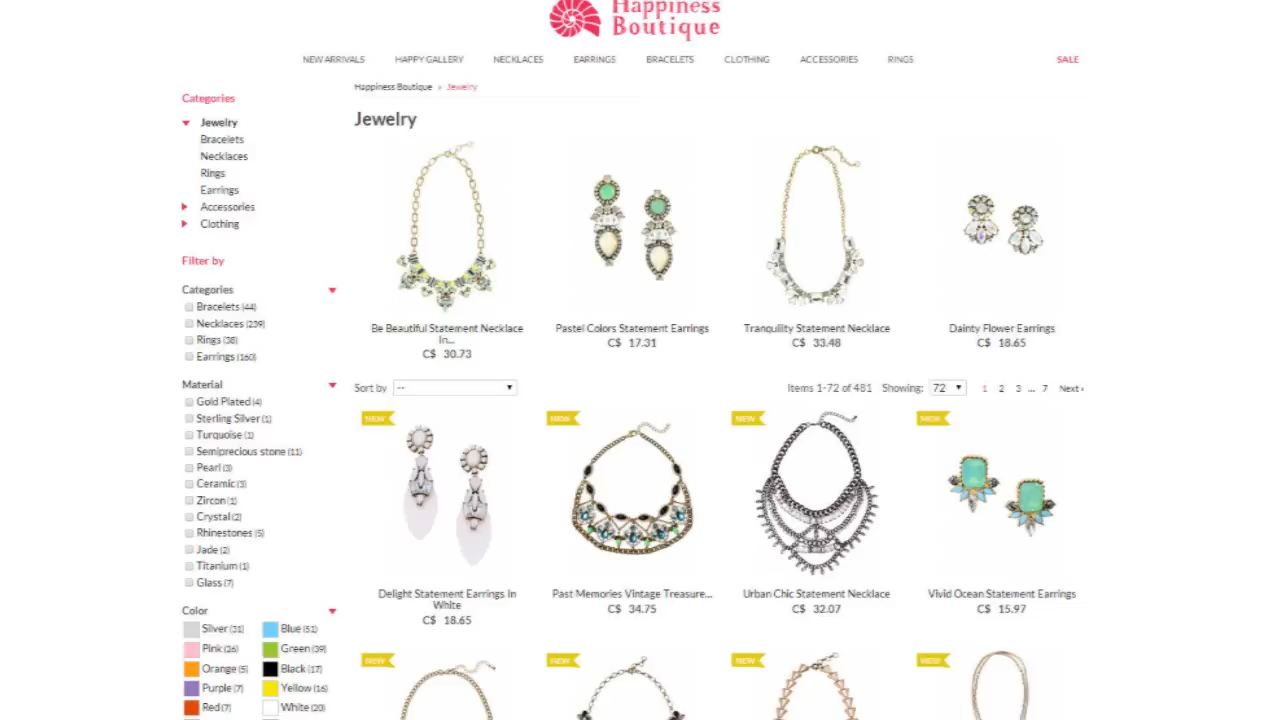 Happiness
Boutique
NEW ARRIVALS HAPPY GALLERY NECKLACES EARRINGS BRACELETS CLOTHING ACCESSORIES RINGS SALE
Happiness Boutique » Jewelry
Categories
Jewelry
Jewelry
Bracelets
Necklaces
Rings
Earrings
Accessories
Clothing
Filter by
Categories
Bracelets (44)
Necklaces (239)
Rings (38)
Earrings (160)
Material
Gold Plated (4)
Sterling Silver (1)
Turquoise (1)
Semiprecious stone (11)
Pearl (3)
Ceramic (3)
Zircon (1)
Crystal (2)
Rhinestones (5)
Jade (2)
Titanium (1)
Glass (7)
Color
Silver (31) Blue (51)
Pink (26) Green (39)
Orange (5) Black (17)
Purple (7) Yellow (16)
Red (7) White (20)
Be Beautiful Statement Necklace In...
C$ 30.73
Pastel Colors Statement Earrings
C$ 17.31
Tranquility Statement Necklace
C$ 33.48
Dainty Flower Earrings
C$ 18.65
Sort by -- Items 1-72 of 481 Showing: 72 1 2 3 ... 7 Next ›
NEW NEW NEW NEW
Delight Statement Earrings In
White
C$ 18.65
Past Memories Vintage Treasure...
C$ 34.75
Urban Chic Statement Necklace
C$ 32.07
Vivid Ocean Statement Earrings
C$ 15.97
NEW NEW NEW NEW